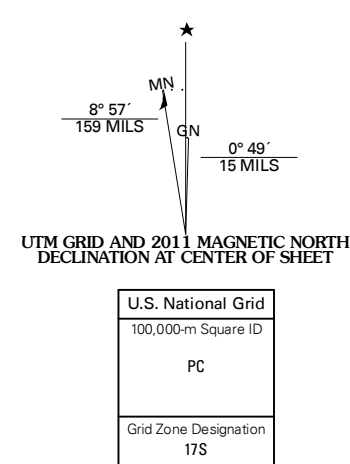 ★
MN
GN
8° 57´
159 MILS
0° 49´
15 MILS
UTM GRID AND 2011 MAGNETIC NORTH
DECLINATION AT CENTER OF SHEET
U.S. National Grid
100,000-m Square ID
PC
Grid Zone Designation
17S